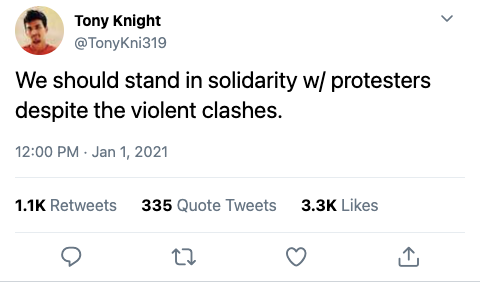 Tony Knight
@TonyKni319
We should stand in solidarity w/ protesters
despite the violent clashes.
12:00 PM · Jan 1, 2021
1.1K Retweets 335 Quote Tweets 3.3K Likes